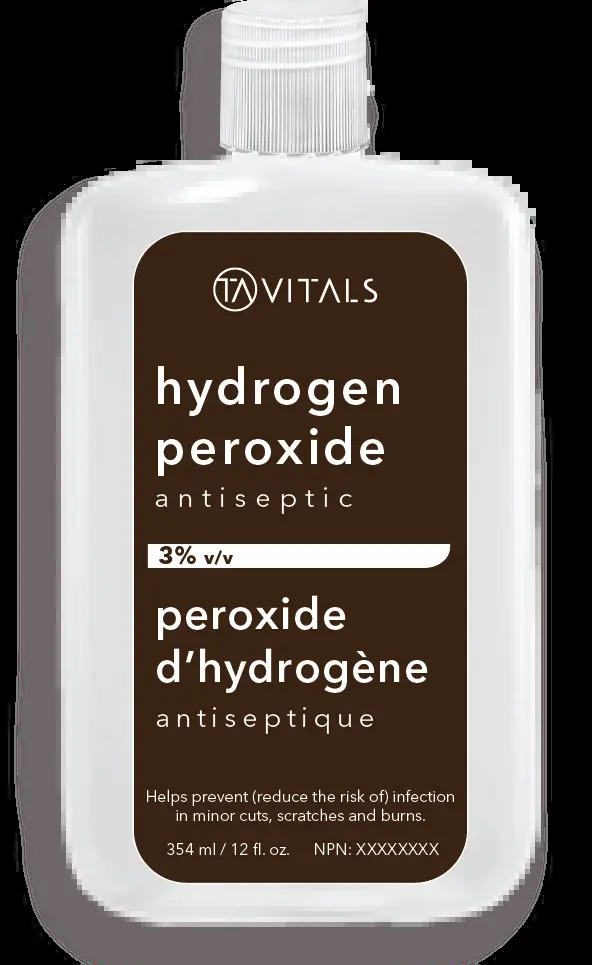 TA VITALS
hydrogen
peroxide
antiseptic
3% v/v
peroxide
d’hydrogène
antiseptique
Helps prevent (reduce the risk of) infection
in minor cuts, scratches and burns.
354 ml / 12 fl. oz. NPN: XXXXXXXX